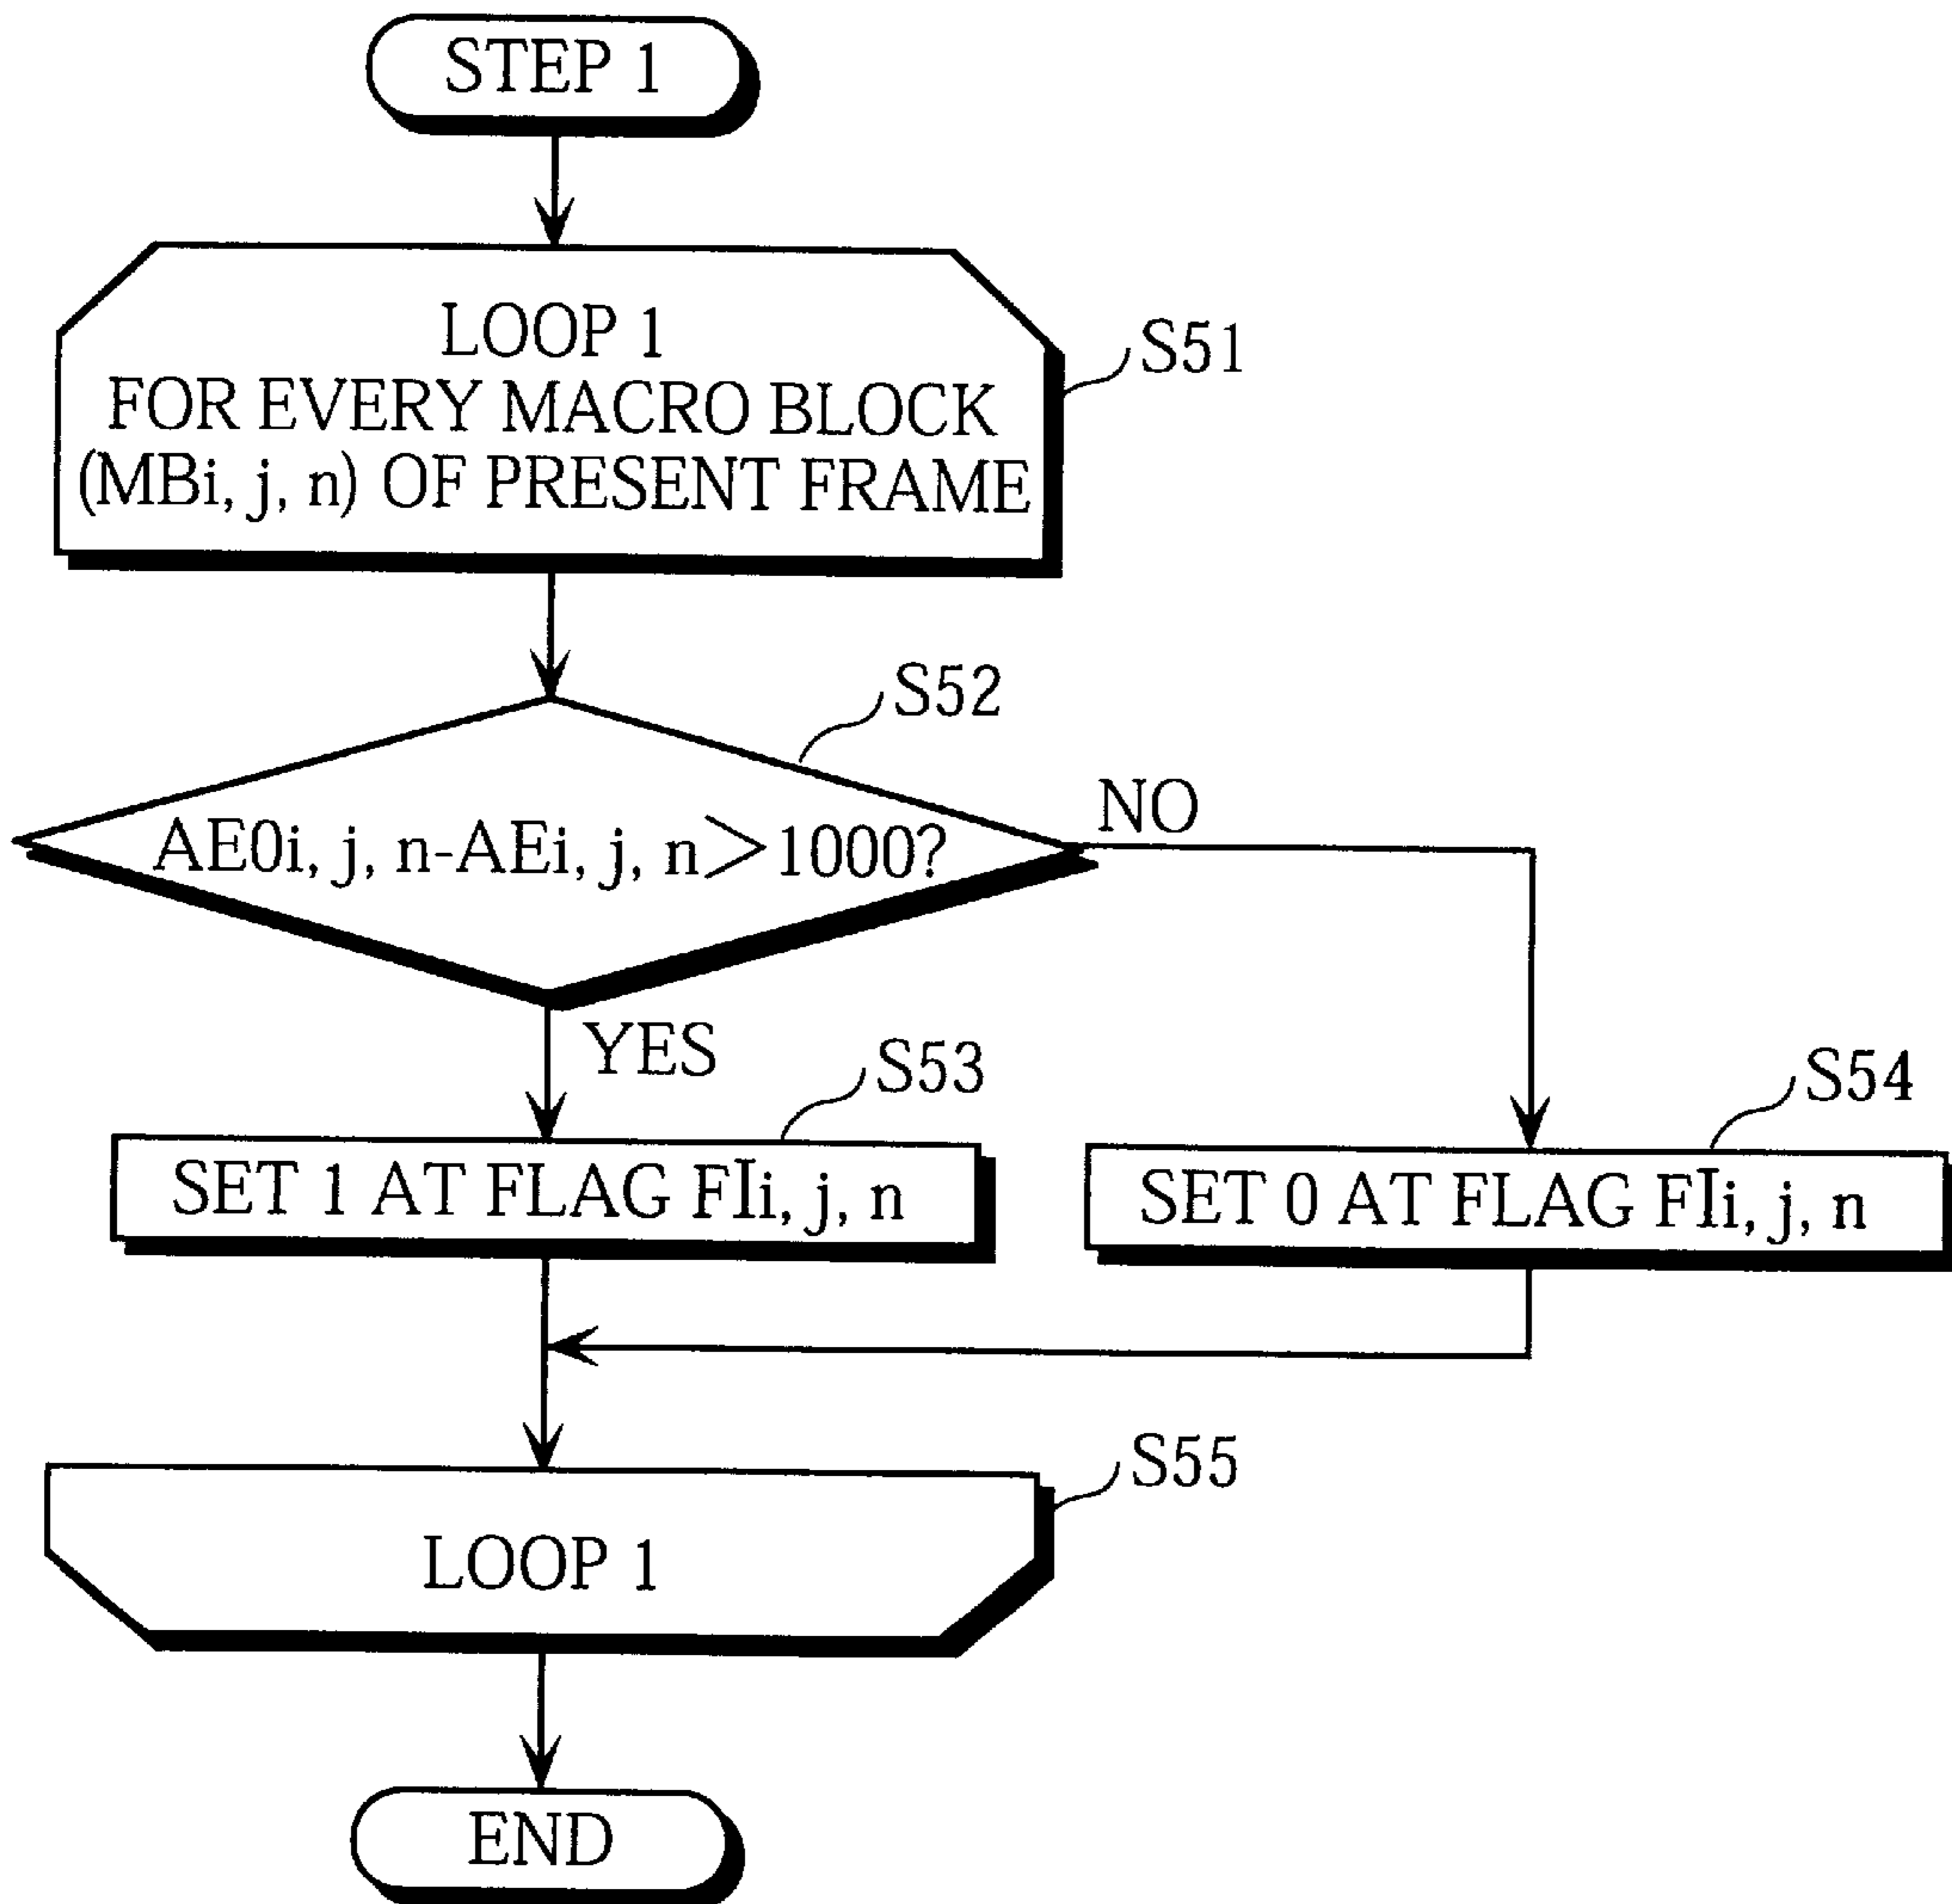 STEP 1
LOOP 1
FOR EVERY MACRO BLOCK
(MBi, j, n) OF PRESENT FRAME
S51
S52
AE0i, j, n-AEi, j, n>1000?
NO
YES
S53
SET 1 AT FLAG FIi, j, n
S54
SET 0 AT FLAG FIi, j, n
S55
LOOP 1
END